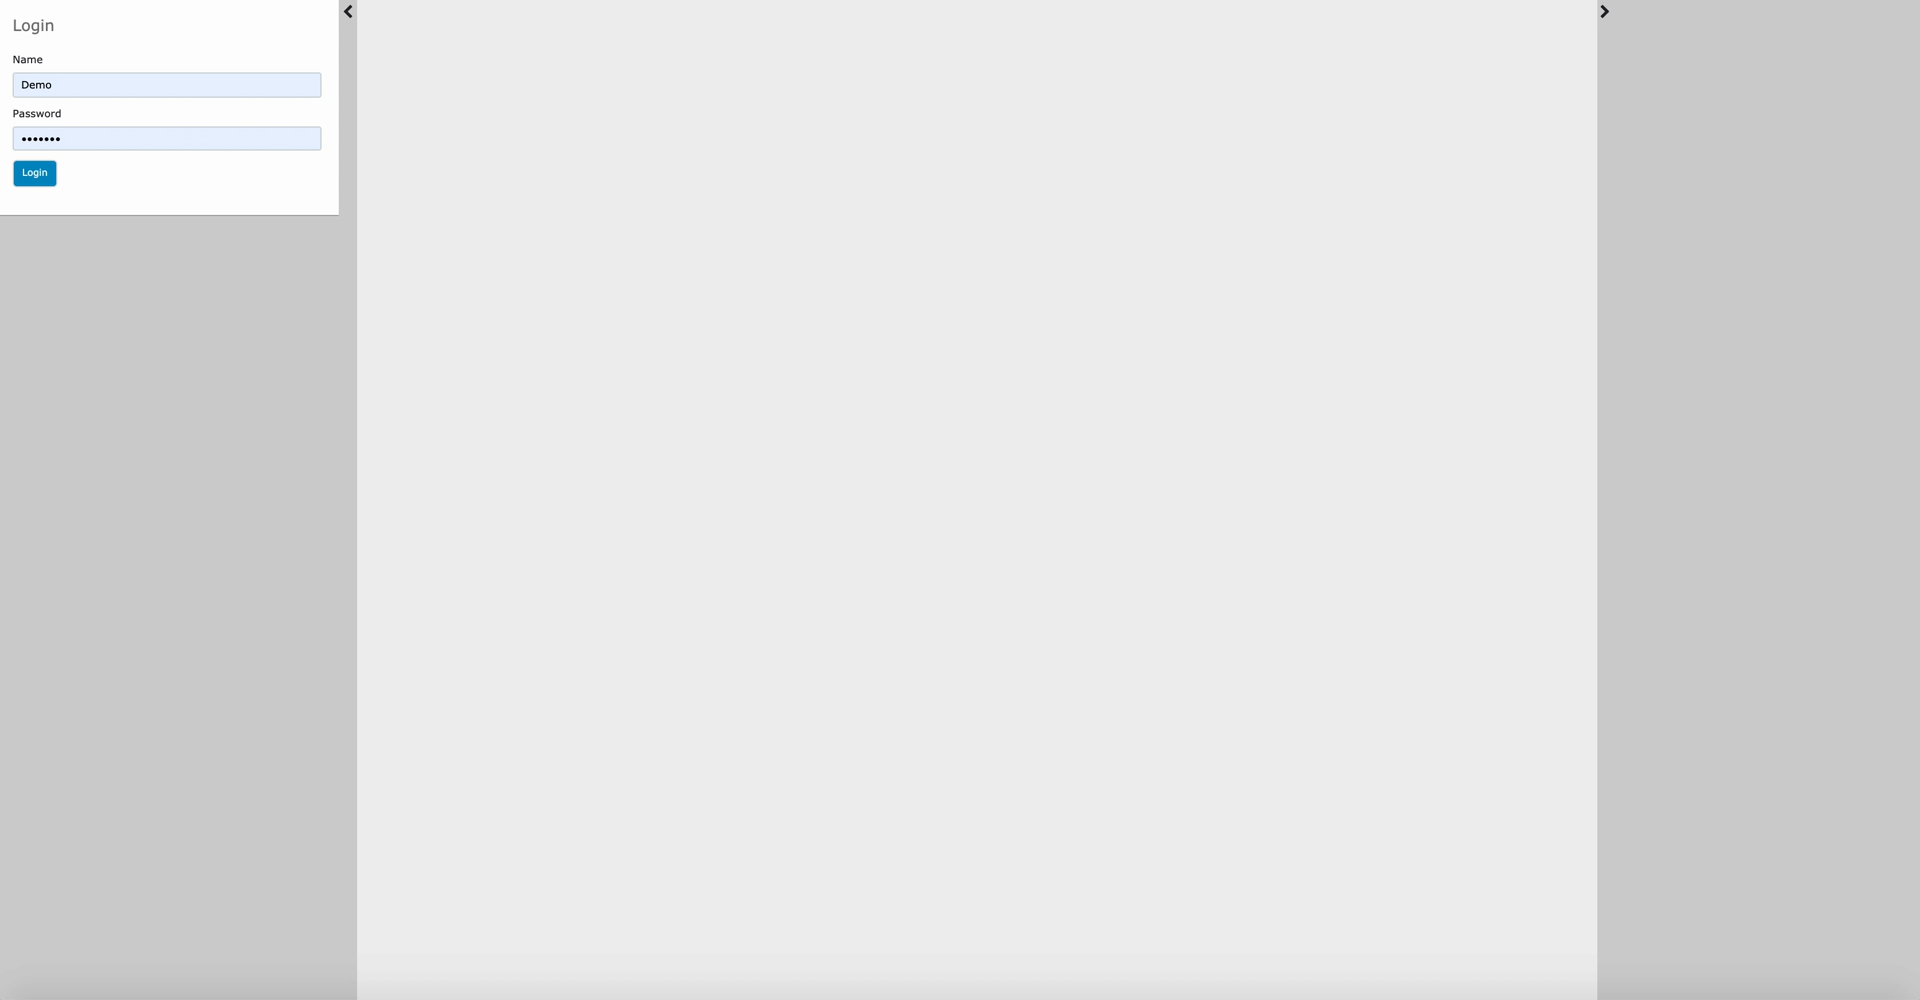 Login
Name
Demo
Password
•••••••
Login